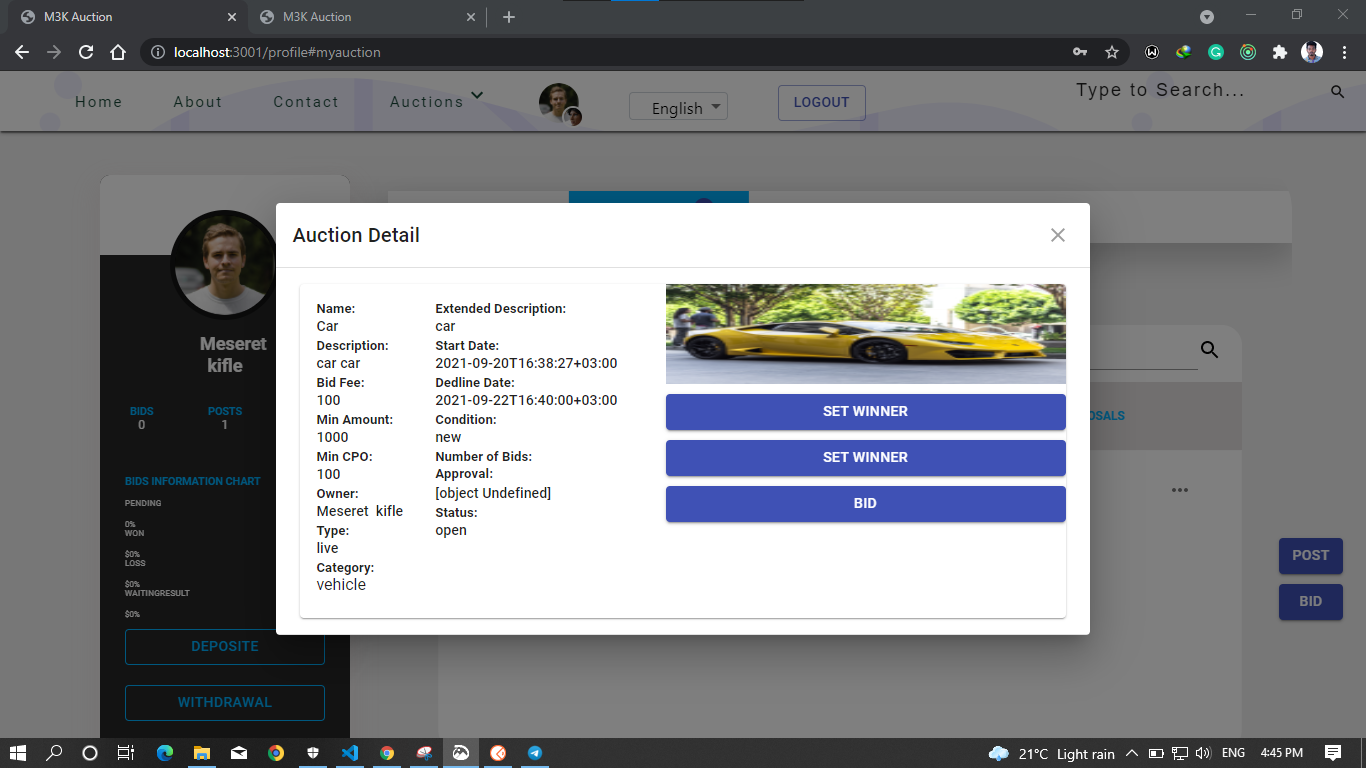 M3K Auction
M3K Auction
localhost:3001/profile#myauction
Home About Contact Auctions English LOGOUT Type to Search...
Meseret
kifle
BIDS POSTS
0 1
BIDS INFORMATION CHART
PENDING
0%
WON
$0%
LOSS
$0%
WAITINGRESULT
$0%
DEPOSITE
WITHDRAWAL
Auction Detail
Name:
Car
Description:
car car
Bid Fee:
100
Min Amount:
1000
Min CPO:
100
Owner:
Meseret kifle
Type:
live
Category:
vehicle
Extended Description:
car
Start Date:
2021-09-20T16:38:27+03:00
Dedline Date:
2021-09-22T16:40:00+03:00
Condition:
new
Number of Bids:
Approval:
[object Undefined]
Status:
open
SET WINNER
SET WINNER
BID
OSALS
POST
BID
21°C Light rain ENG 4:45 PM